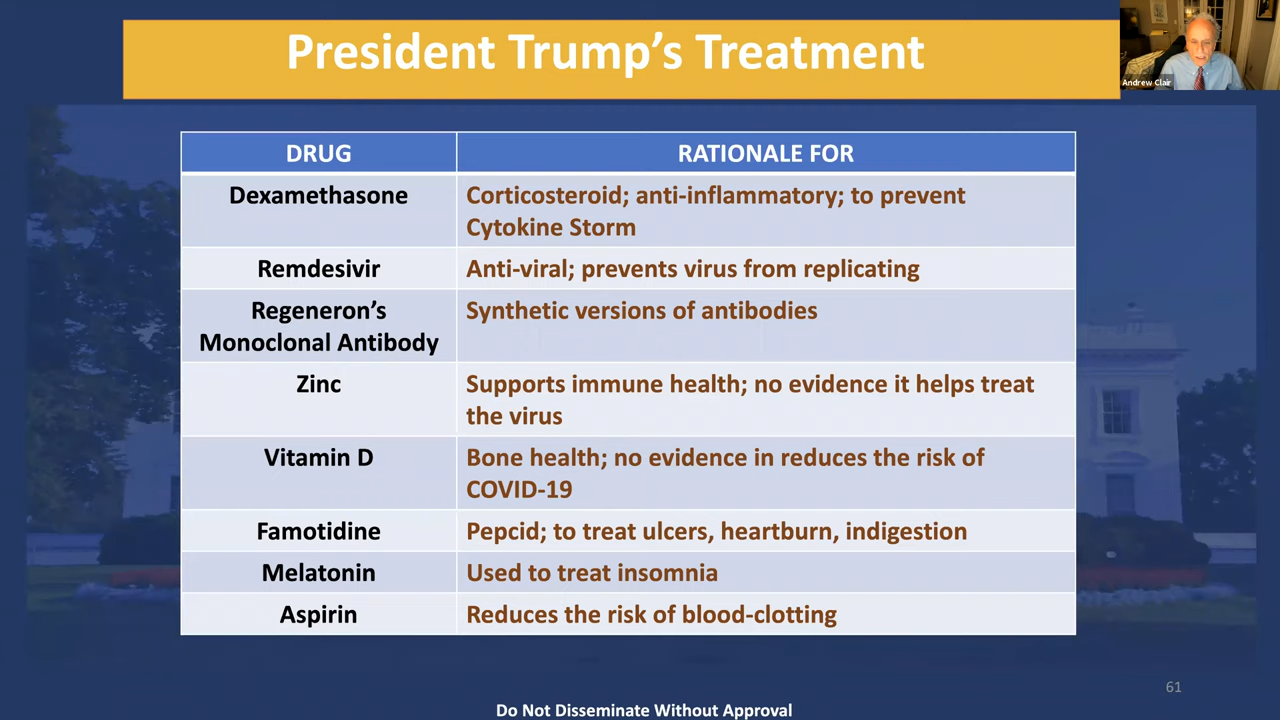 President Trump's Treatment
Andrew Clair
DRUG
RATIONALE FOR
Dexamethasone
Corticosteroid; anti-inflammatory; to prevent
Cytokine Storm
Remdesivir
Anti-viral; prevents virus from replicating
Regeneron's
Monoclonal Antibody
Synthetic versions of antibodies
Zinc
Supports immune health; no evidence it helps treat
the virus
Vitamin D
Bone health; no evidence in reduces the risk of
COVID-19
Famotidine
Pepcid; to treat ulcers, heartburn, indigestion
Melatonin
Used to treat insomnia
Aspirin
Reduces the risk of blood-clotting
61
Do Not Disseminate Without Approval